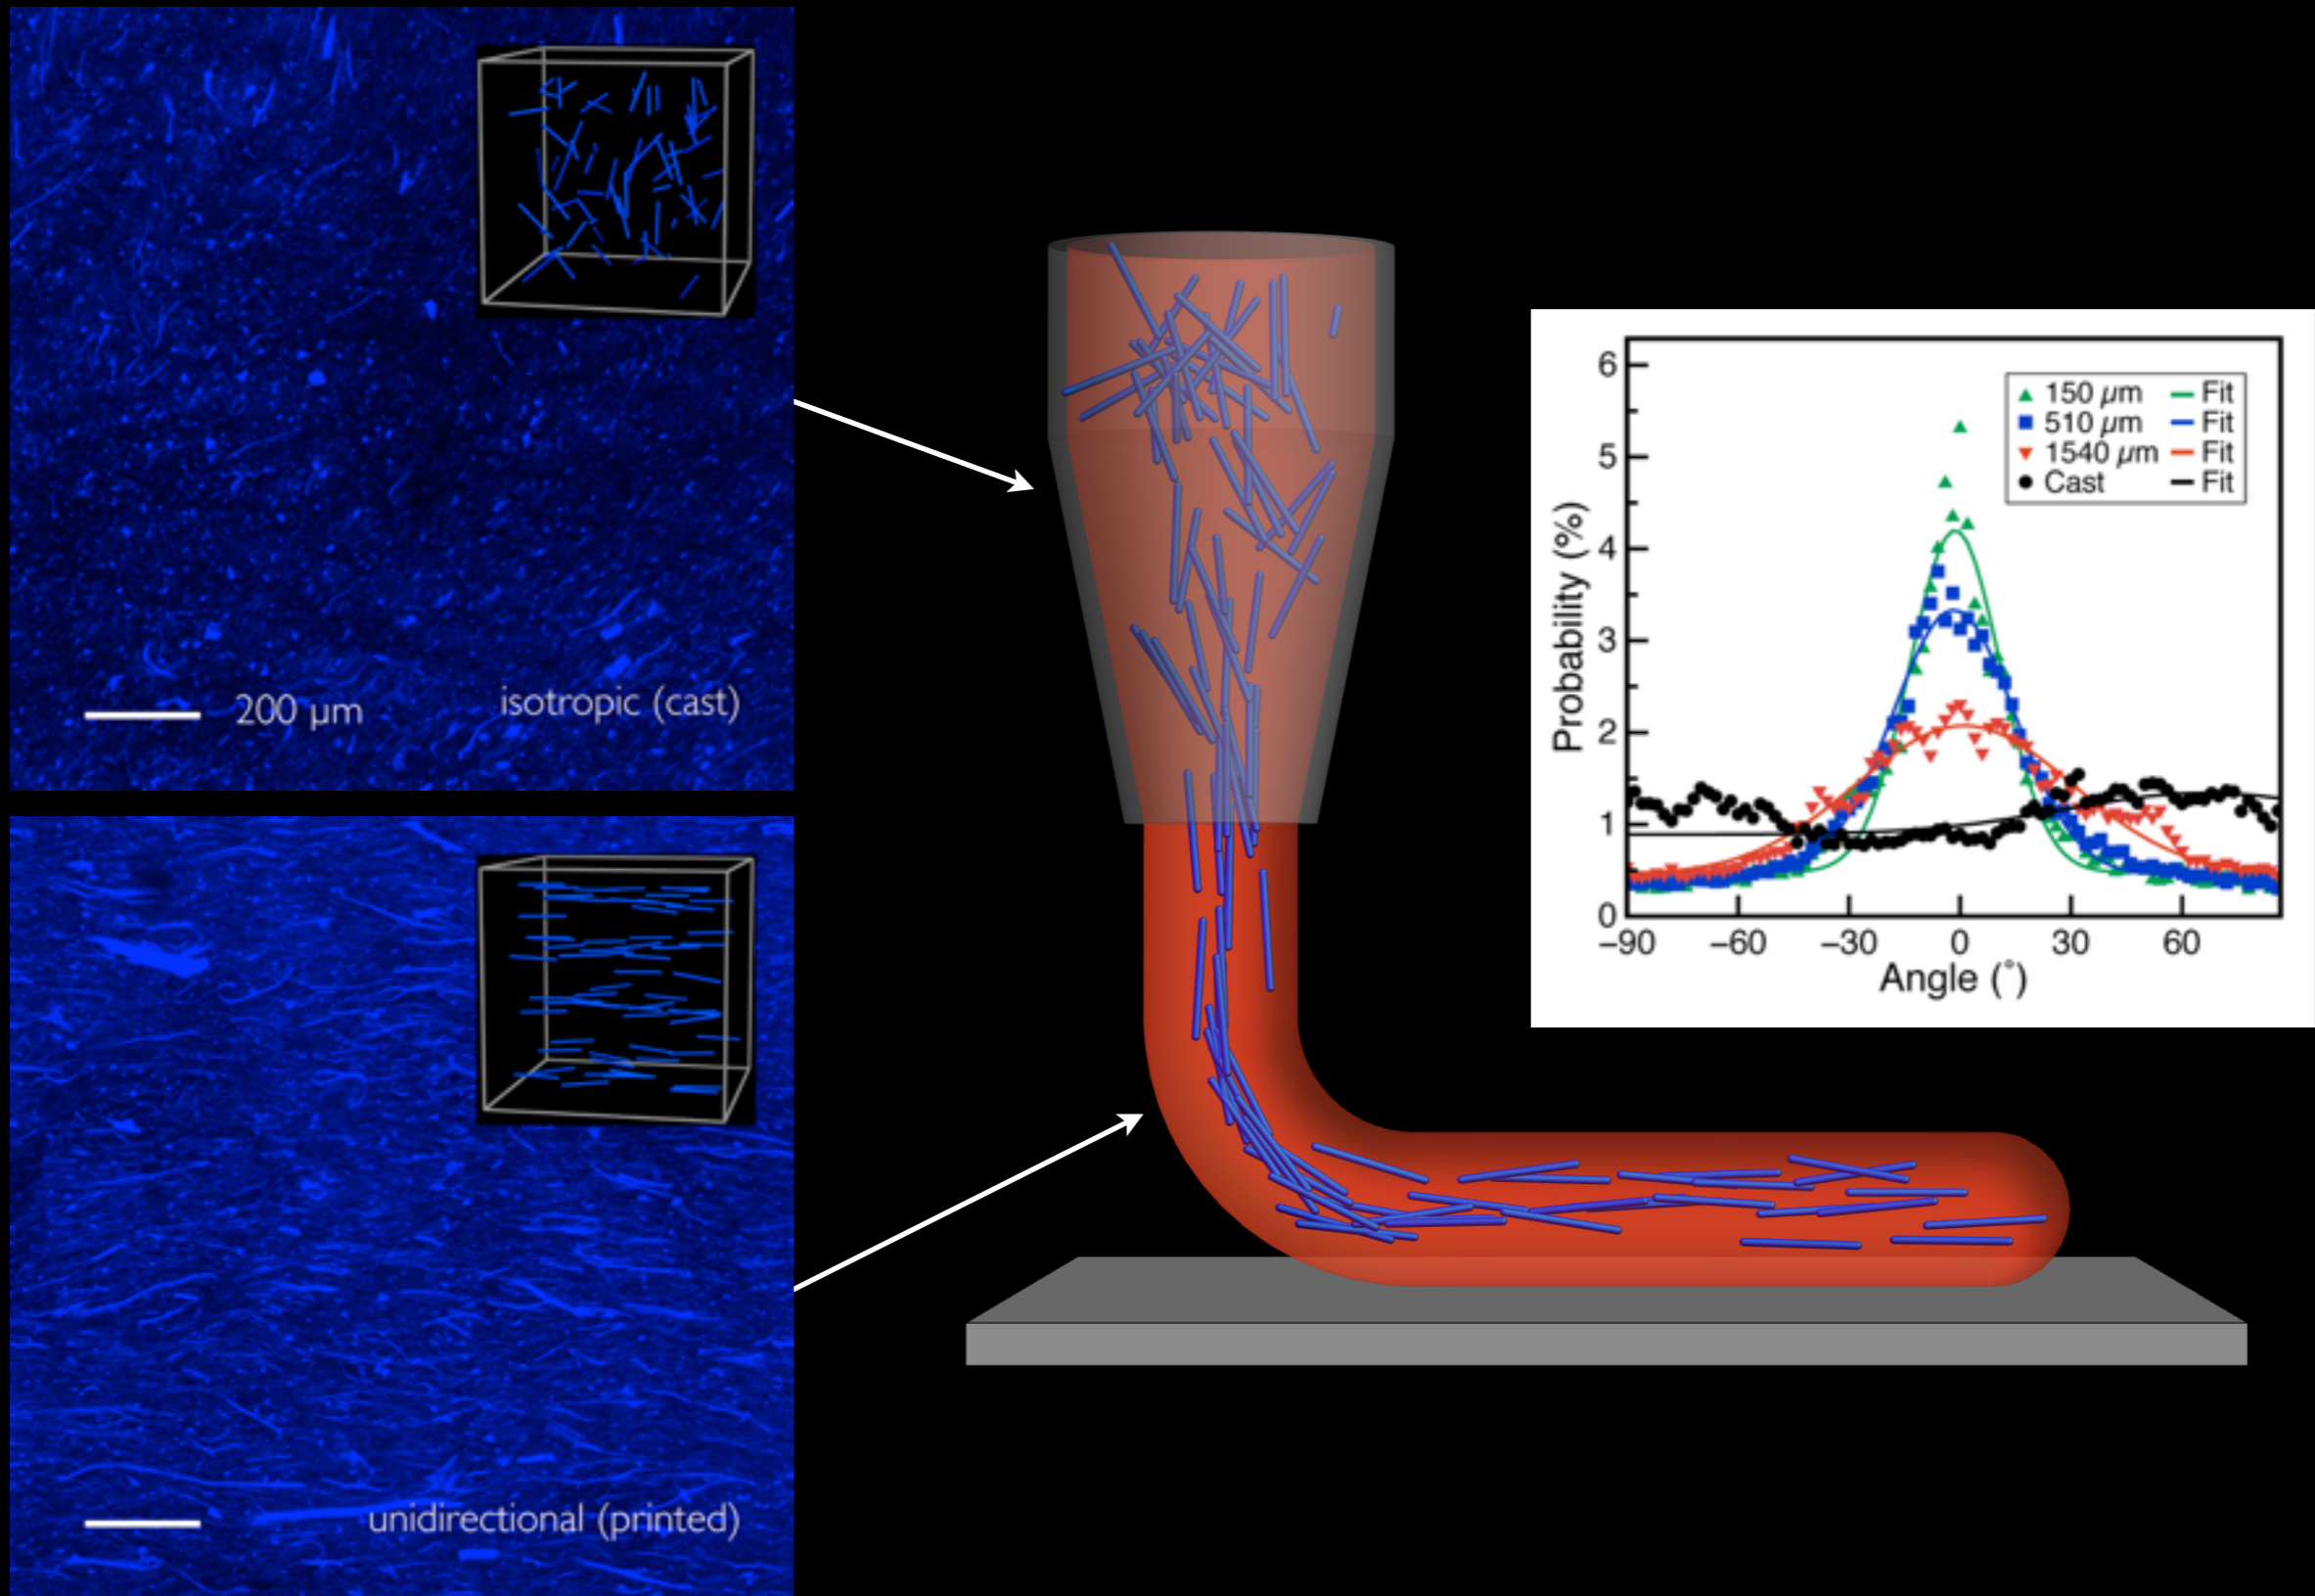 200 μm
isotropic (cast)
unidirectional (printed)
Probability (%)
6
5
4
3
2
1
0
150 μm — Fit
510 μm — Fit
1540 μm — Fit
Cast — Fit
−90 −60 −30 0 30 60
Angle (°)